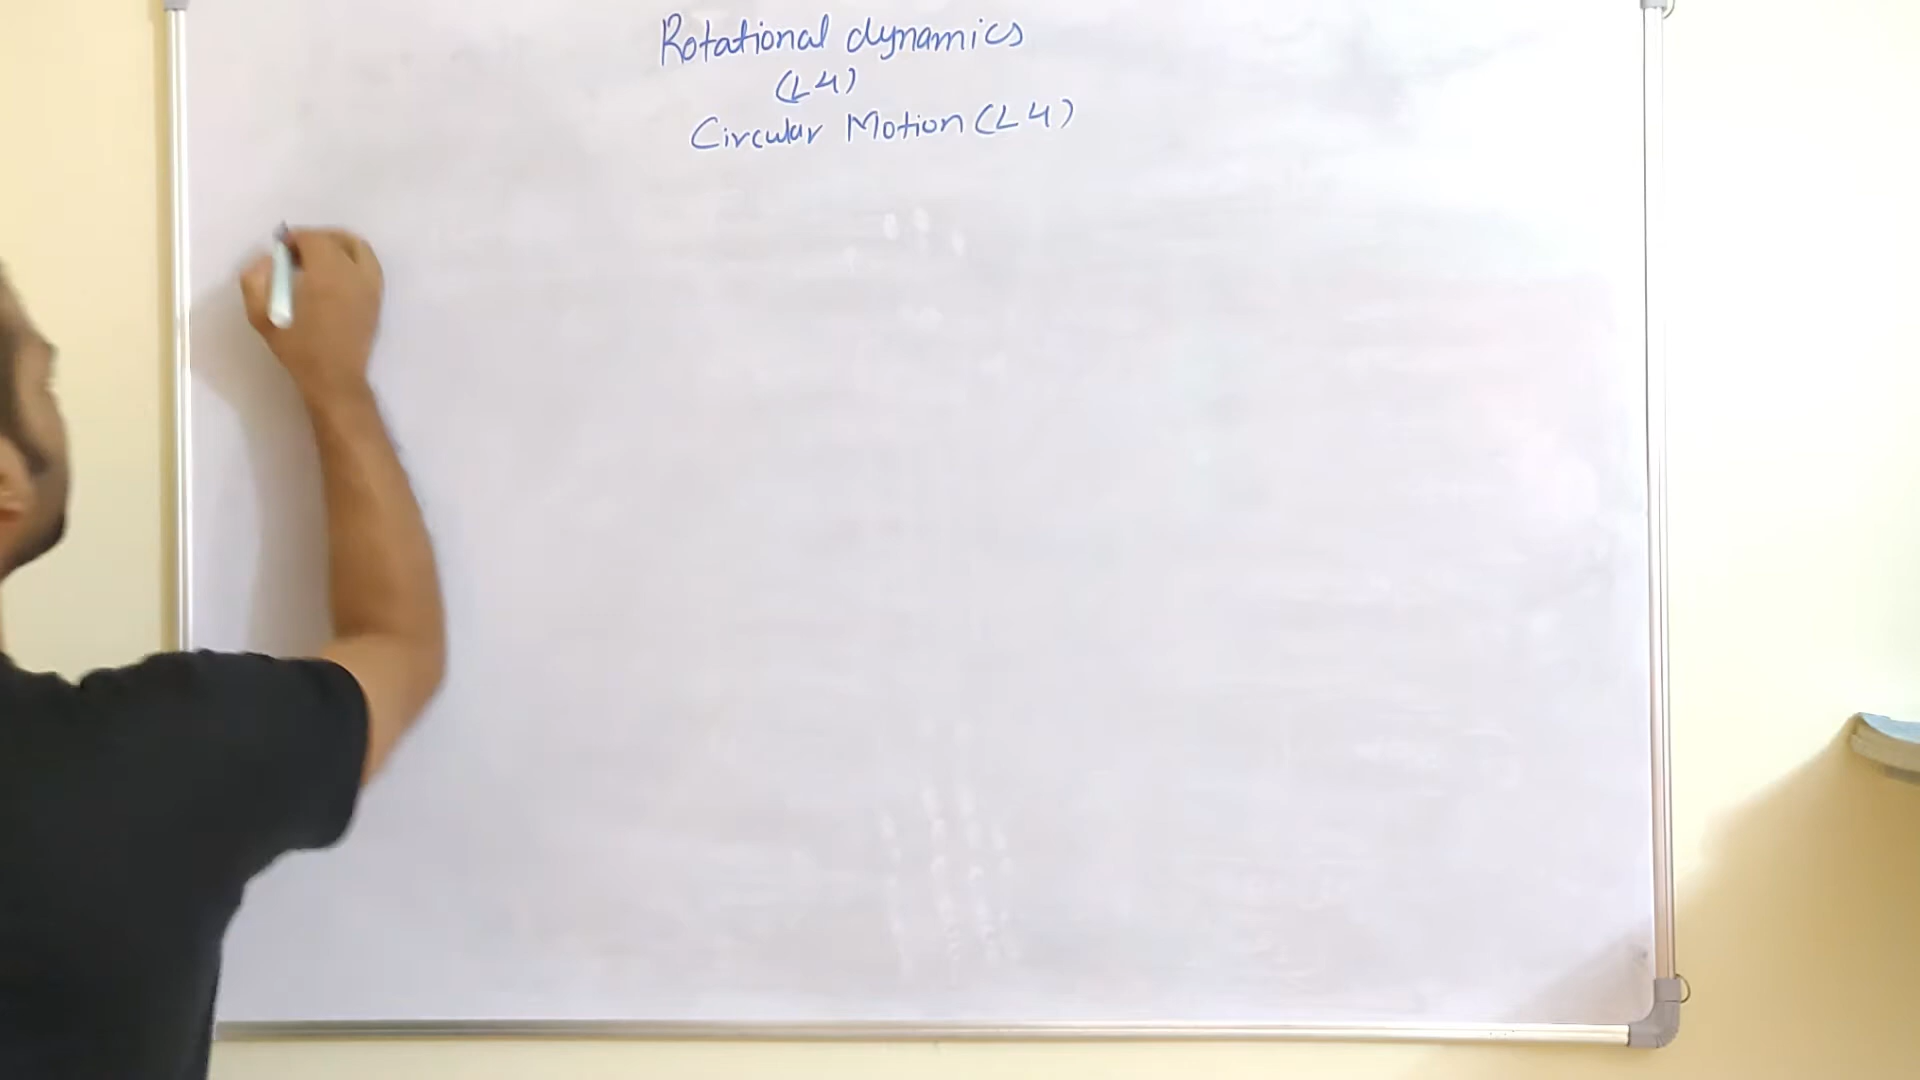 Rotational dynamics
(L4)
Circular Motion (L4)